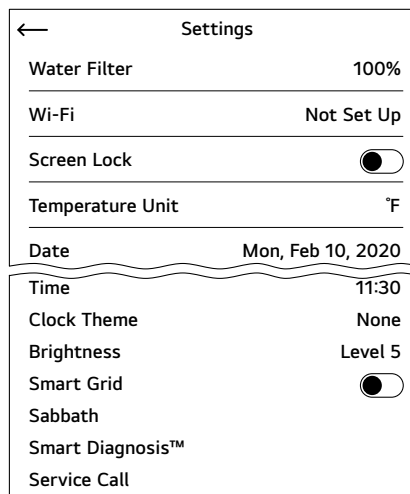 Settings
Water Filter 100%
Wi-Fi Not Set Up
Screen Lock
Temperature Unit °F
Date Mon, Feb 10, 2020
Time 11:30
Clock Theme None
Brightness Level 5
Smart Grid
Sabbath
Smart Diagnosis™
Service Call